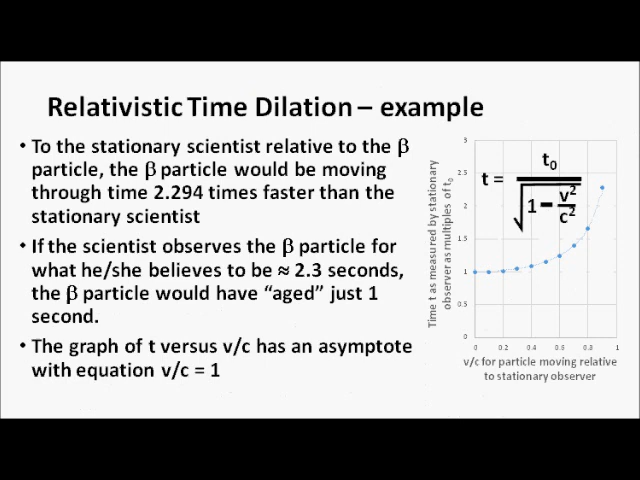 Relativistic Time Dilation – example
• To the stationary scientist relative to the β
particle, the β particle would be moving
through time 2.294 times faster than the
stationary scientist
• If the scientist observes the β particle for
what he/she believes to be ≈ 2.3 seconds,
the β particle would have “aged” just 1
second.
• The graph of t versus v/c has an asymptote
with equation v/c = 1
Time t as measured by stationary
observer as multiples of t₀
3
2.5
2
1.5
1
0.5
0
t = t₀ / √(1 − v²/c²)
0 0.2 0.4 0.6 0.8 1
v/c for particle moving relative
to stationary observer